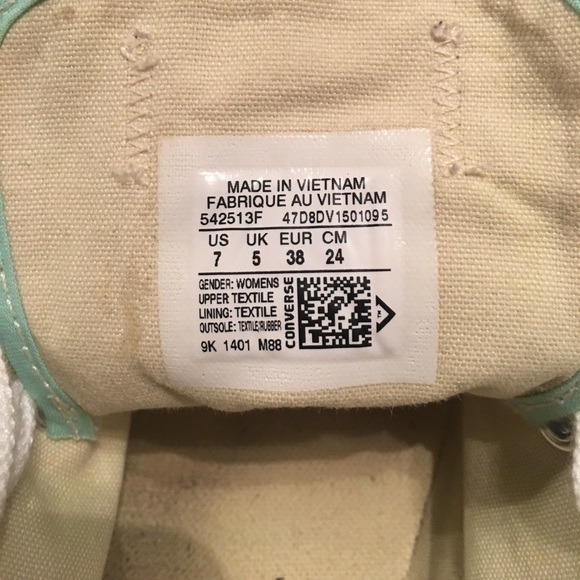 MADE IN VIETNAM
FABRIQUE AU VIETNAM
542513F 47D8DV1501095
US UK EUR CM
7 5 38 24
GENDER: WOMENS
UPPER TEXTILE
LINING: TEXTILE
OUTSOLE: TEXTILE/RUBBER
9K 1401 M88
CONVERSE